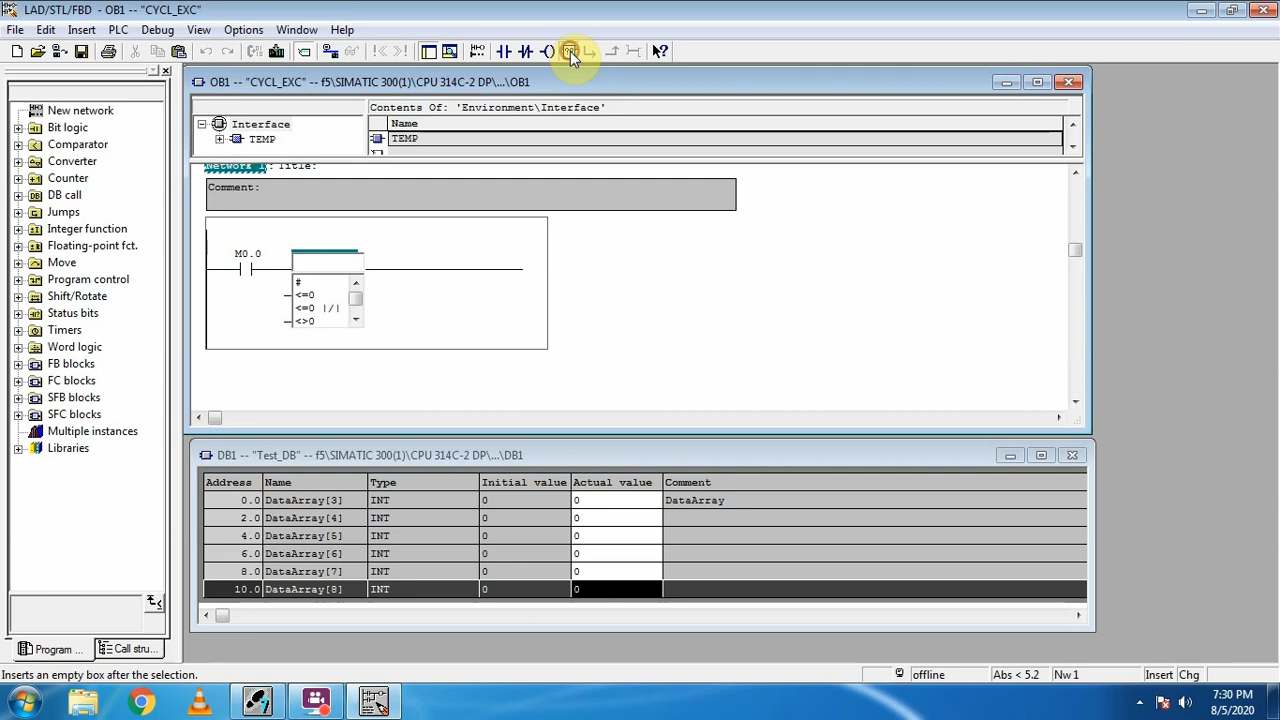 LAD/STL/FBD - OB1 -- "CYCL_EXC"
File Edit Insert PLC Debug View Options Window Help
OB1 -- "CYCL_EXC" -- f5\SIMATIC 300(1)\CPU 314C-2 DP\...\OB1
Contents Of: 'Environment\Interface'
Interface
TEMP
Name
TEMP
New network
Bit logic
Comparator
Converter
Counter
DB call
Jumps
Integer function
Floating-point fct.
Move
Program control
Shift/Rotate
Status bits
Timers
Word logic
FB blocks
FC blocks
SFB blocks
SFC blocks
Multiple instances
Libraries
Program ... Call stru...
Network 1: Title:
Comment:
M0.0
#
<=0
<=0 |/|
<>0
DB1 -- "Test_DB" -- f5\SIMATIC 300(1)\CPU 314C-2 DP\...\DB1
Address Name Type Initial value Actual value Comment
0.0 DataArray[3] INT 0 0 DataArray
2.0 DataArray[4] INT 0 0
4.0 DataArray[5] INT 0 0
6.0 DataArray[6] INT 0 0
8.0 DataArray[7] INT 0 0
10.0 DataArray[8] INT 0 0
Inserts an empty box after the selection.
offline Abs < 5.2 Nw 1 Insert Chg
7:30 PM
8/5/2020